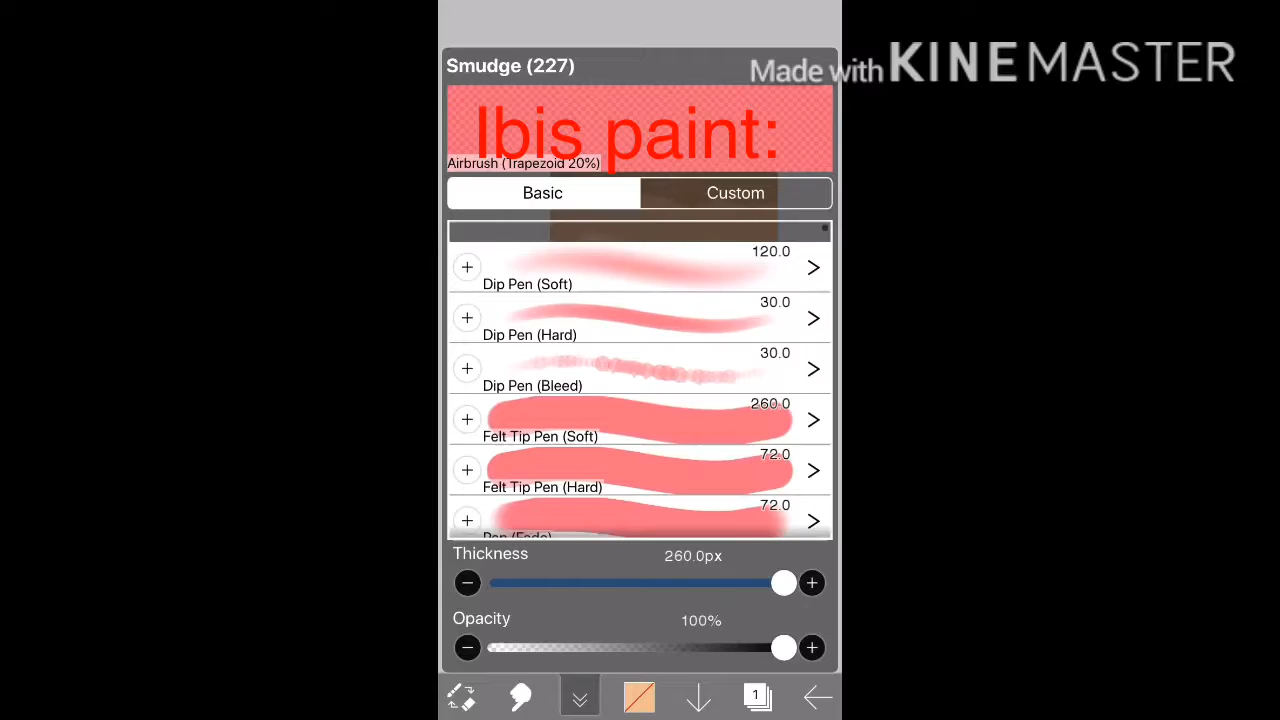 Smudge (227)
Made with KINEMASTER
Ibis paint:
Airbrush (Trapezoid 20%)
Basic
Custom
120.0
Dip Pen (Soft)
30.0
Dip Pen (Hard)
30.0
Dip Pen (Bleed)
260.0
Felt Tip Pen (Soft)
72.0
Felt Tip Pen (Hard)
72.0
Pen (Fade)
Thickness
260.0px
Opacity
100%
1